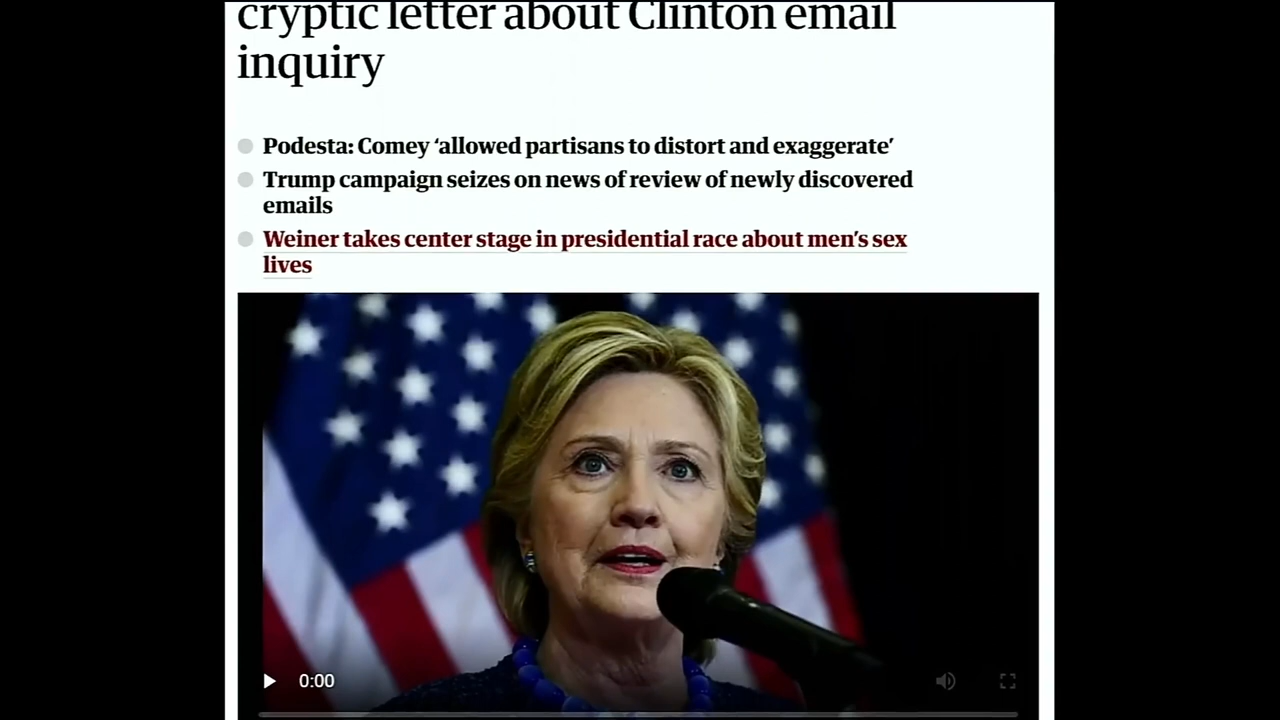 cryptic letter about Clinton email
inquiry
Podesta: Comey ‘allowed partisans to distort and exaggerate’
Trump campaign seizes on news of review of newly discovered
emails
Weiner takes center stage in presidential race about men’s sex
lives
0:00